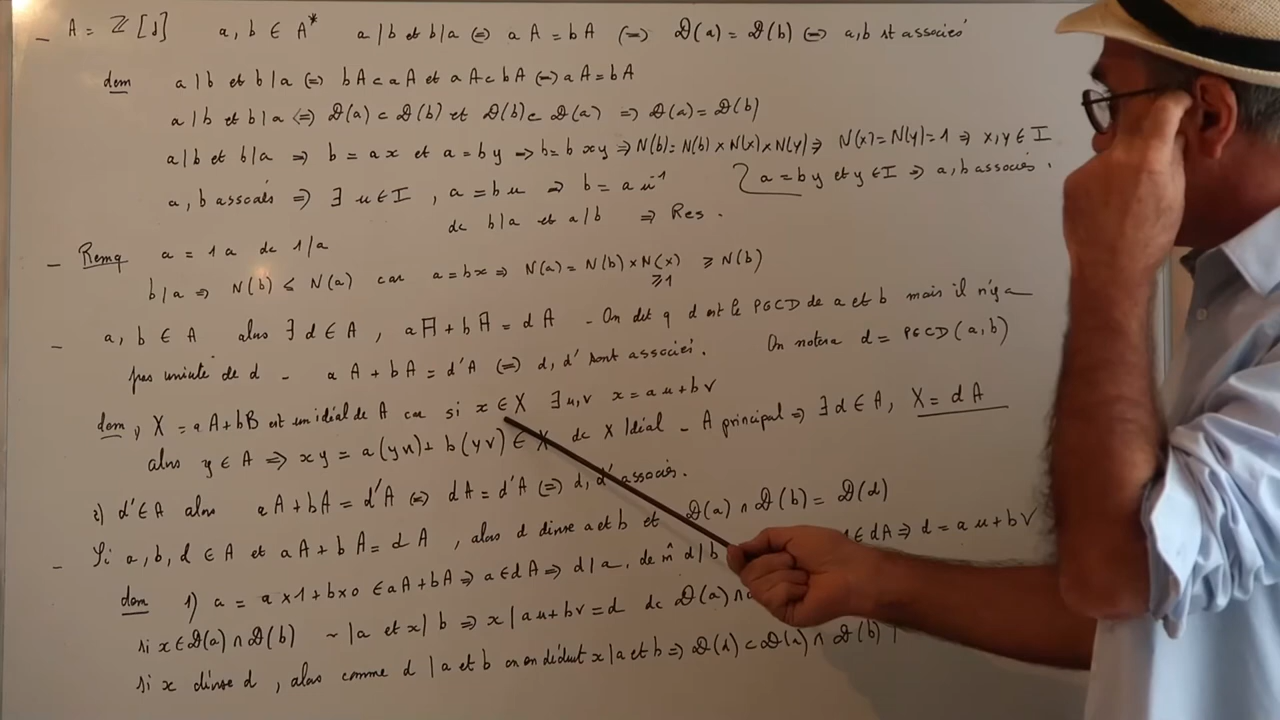 – A = ℤ[j] a, b ∈ A* a|b et b|a ⇔ aA = bA ⇔ 𝒟(a) = 𝒟(b) ⇔ a,b st associés
dem a|b et b|a ⇔ bA ⊂ aA et aA ⊂ bA ⇔ aA = bA
a|b et b|a ⇔ 𝒟(a) ⊂ 𝒟(b) et 𝒟(b) ⊂ 𝒟(a) ⇒ 𝒟(a) = 𝒟(b)
a|b et b|a ⇒ b = ax et a = by ⇒ b = bxy ⇒ N(b) = N(b) × N(x) × N(y) ⇒ N(x) = N(y) = 1 ⇒ x,y ∈ I
a = by et y ∈ I ⇒ a,b associés.
a, b associés ⇒ ∃ u ∈ I, a = bu ⇒ b = au⁻¹
dc b|a et a|b ⇒ Res.
– Remq a = 1a dc 1|a
b|a ⇒ N(b) ≤ N(a) car a = bx ⇒ N(a) = N(b) × N(x) ≥ N(b)
≥1
– a, b ∈ A alors ∃ d ∈ A, aA + bA = dA – On dit q d est le PGCD de a et b mais il n'y a
pas unicité de d – aA + bA = d'A ⇔ d, d' sont associés. On notera d = PGCD(a,b)
dem 1) X = aA + bB est un idéal de A car si x ∈ X ∃ u,v x = au + bv
alors y ∈ A ⇒ xy = a(yu) + b(yv) ∈ X dc X Idéal – A principal ⇒ ∃ d ∈ A, X = dA
2) d' ∈ A alors aA + bA = d'A ⇔ dA = d'A ⇔ d, d' associés.
– Si a, b, d ∈ A et aA + bA = dA, alors d divise a et b et 𝒟(a) ∩ 𝒟(b) = 𝒟(d)
dem 1) a = a×1 + b×0 ∈ aA + bA ⇒ a ∈ dA ⇒ d|a, de m̂ d|b ∈ dA ⇒ d = au + bv
si x ∈ 𝒟(a) ∩ 𝒟(b) |a et x|b ⇒ x|au + bv = d dc 𝒟(a) ∩
si x divise d, alors comme d|a et b on en déduit x|a et b ⇒ 𝒟(d) ⊂ 𝒟(a) ∩ 𝒟(b)